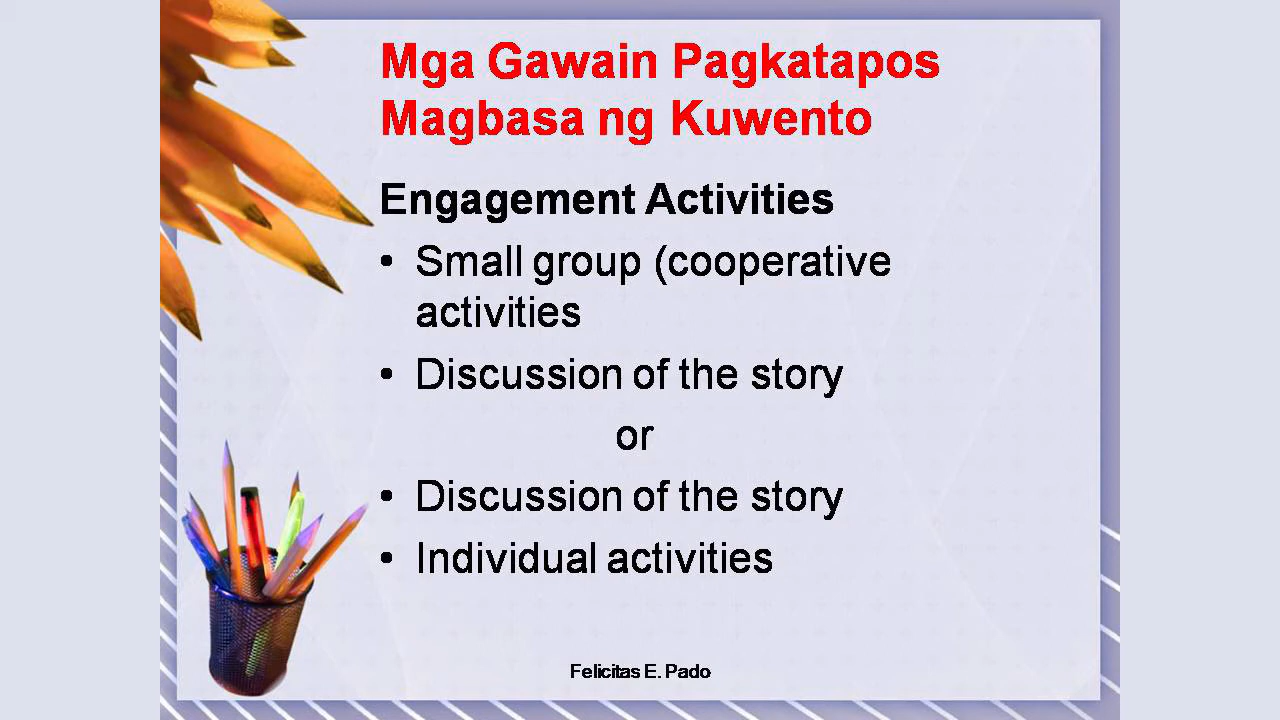 Mga Gawain Pagkatapos
Magbasa ng Kuwento
Engagement Activities
• Small group (cooperative
activities
• Discussion of the story
or
• Discussion of the story
• Individual activities
Felicitas E. Pado